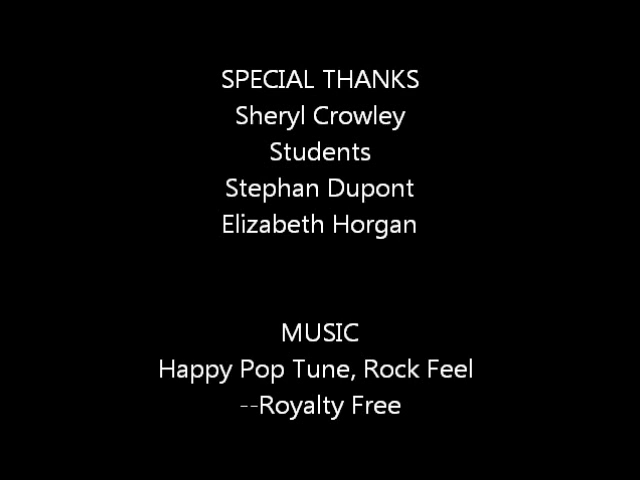 SPECIAL THANKS
Sheryl Crowley
Students
Stephan Dupont
Elizabeth Horgan
MUSIC
Happy Pop Tune, Rock Feel
--Royalty Free